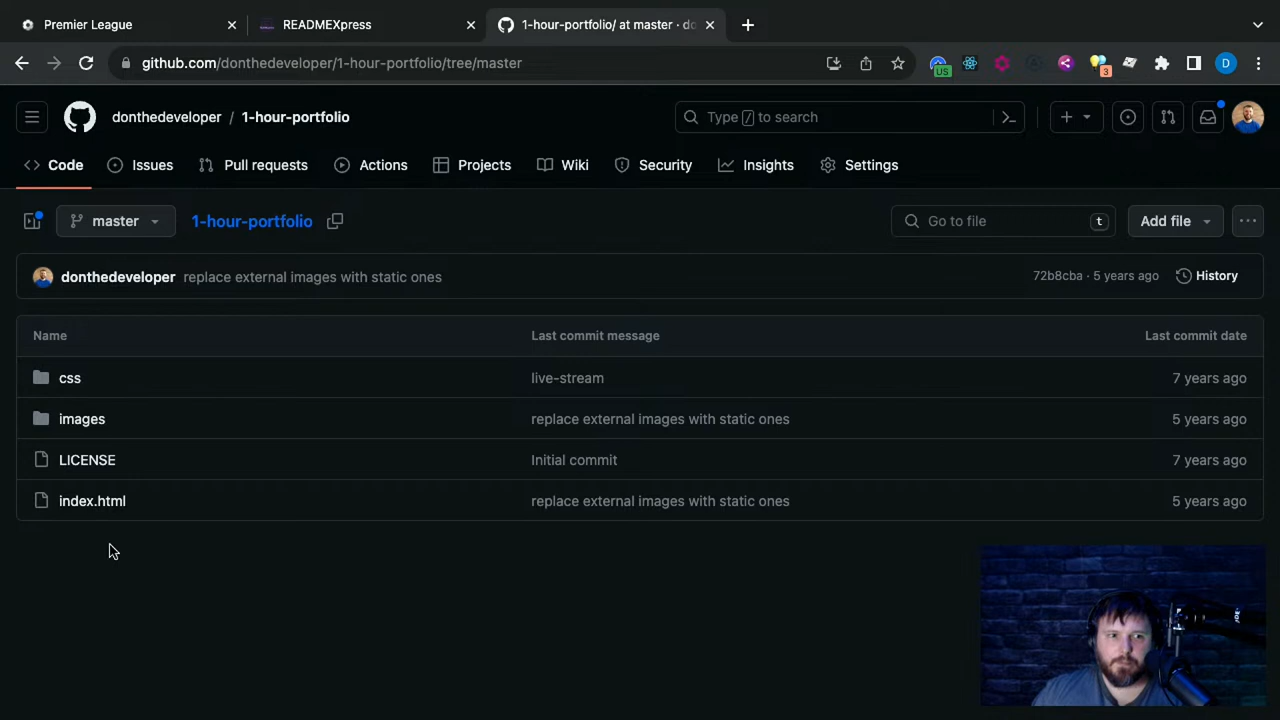 Premier League
READMEXpress
1-hour-portfolio/ at master · do
github.com/donthedeveloper/1-hour-portfolio/tree/master
US
3
D
donthedeveloper / 1-hour-portfolio
Type / to search
Code
Issues
Pull requests
Actions
Projects
Wiki
Security
Insights
Settings
master
1-hour-portfolio
Go to file
t
Add file
donthedeveloper replace external images with static ones
72b8cba · 5 years ago
History
Name Last commit message Last commit date
css live-stream 7 years ago
images replace external images with static ones 5 years ago
LICENSE Initial commit 7 years ago
index.html replace external images with static ones 5 years ago